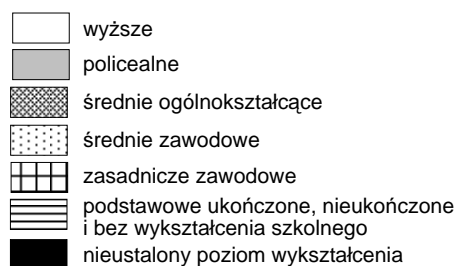 wyższe
policealne
średnie ogólnokształcące
średnie zawodowe
zasadnicze zawodowe
podstawowe ukończone, nieukończone
i bez wykształcenia szkolnego
nieustalony poziom wykształcenia